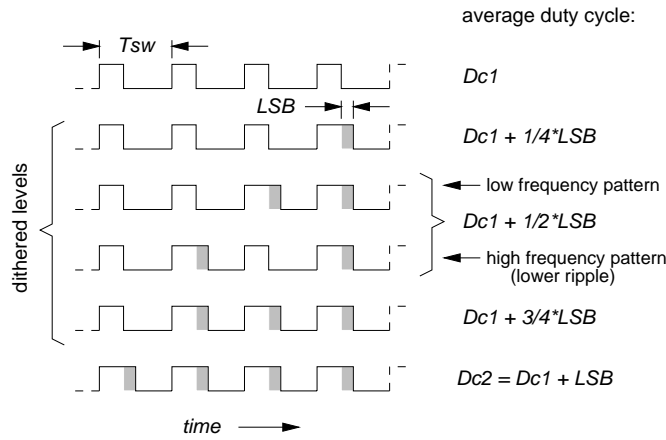 average duty cycle:
Tsw
Dc1
LSB
Dc1 + 1/4*LSB
dithered levels
low frequency pattern
Dc1 + 1/2*LSB
high frequency pattern
(lower ripple)
Dc1 + 3/4*LSB
Dc2 = Dc1 + LSB
time